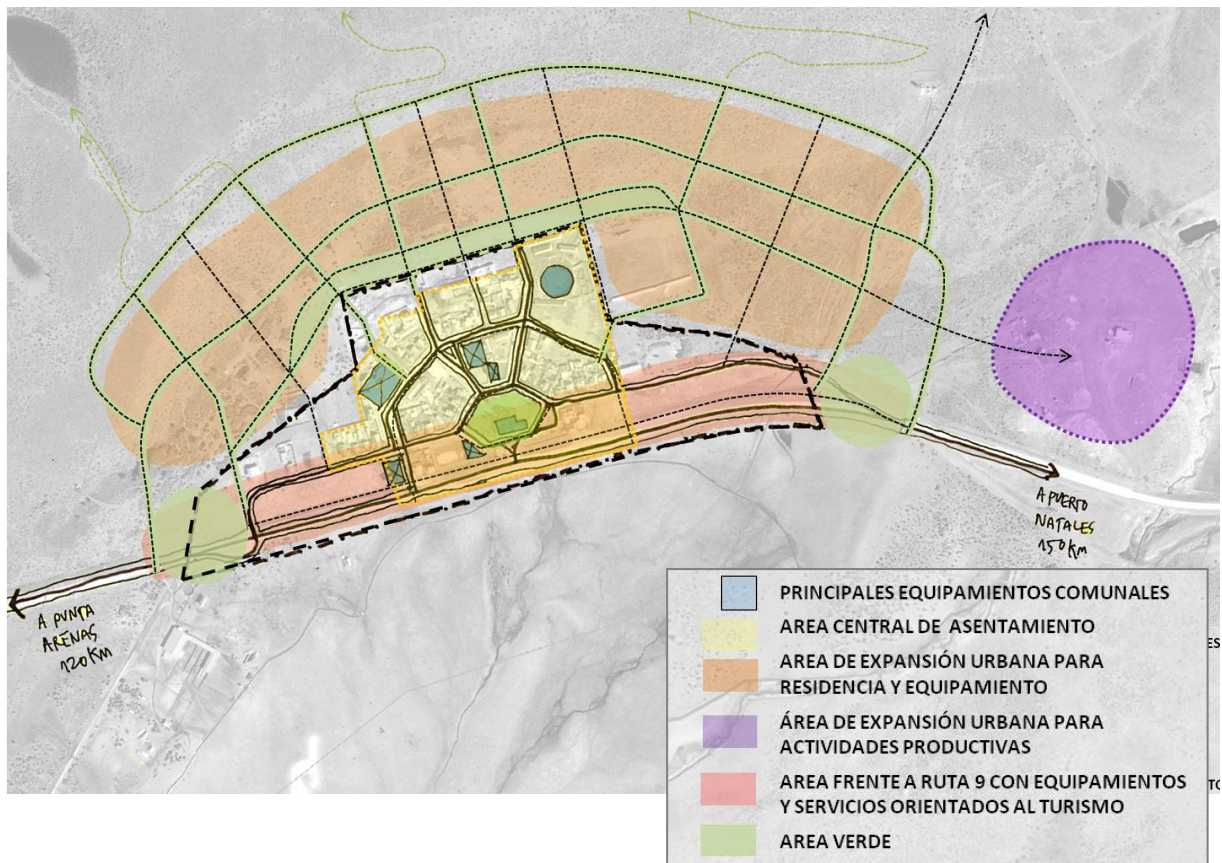 A PUERTO
NATALES
150 Km
A PUNTA
ARENAS
120 Km
PRINCIPALES EQUIPAMIENTOS COMUNALES
AREA CENTRAL DE ASENTAMIENTO
AREA DE EXPANSIÓN URBANA PARA
RESIDENCIA Y EQUIPAMIENTO
ÁREA DE EXPANSIÓN URBANA PARA
ACTIVIDADES PRODUCTIVAS
AREA FRENTE A RUTA 9 CON EQUIPAMIENTOS
Y SERVICIOS ORIENTADOS AL TURISMO
AREA VERDE